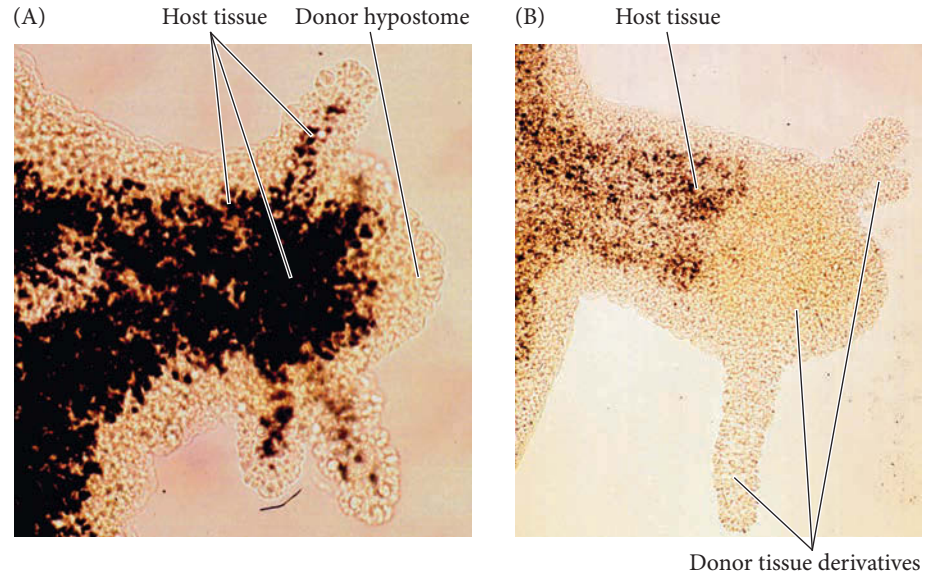 (A)
Host tissue
Donor hypostome
(B)
Host tissue
Donor tissue derivatives